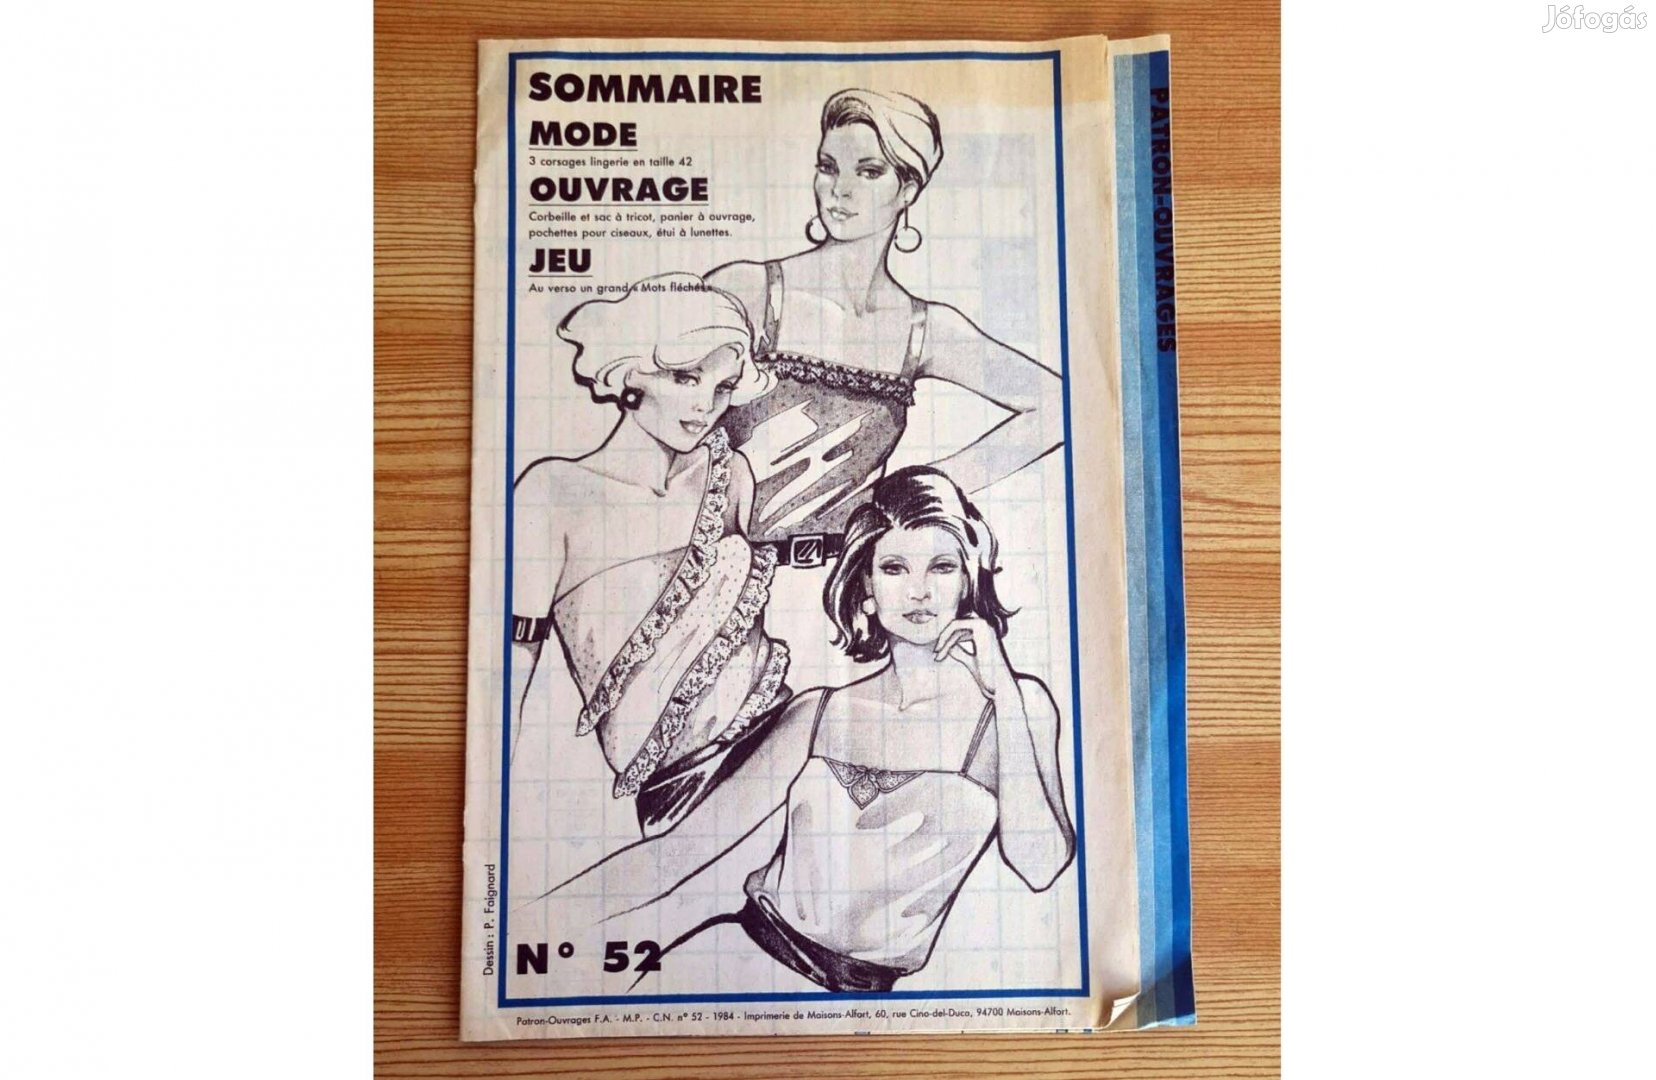 Jófogás
SOMMAIRE
MODE
3 corsages lingerie en taille 42
OUVRAGE
Corbeille et sac à tricot, panier à ouvrage,
pochettes pour ciseaux, étui à lunettes.
JEU
Au verso un grand « Mots fléchés »
PATRON-OUVRAGES
Dessin : P. Faignard
N° 52
Patron-Ouvrages F.A. - M.P. - C.N. n° 52 - 1984 - Imprimerie de Maisons-Alfort, 60, rue Cino-del-Duca, 94700 Maisons-Alfort.